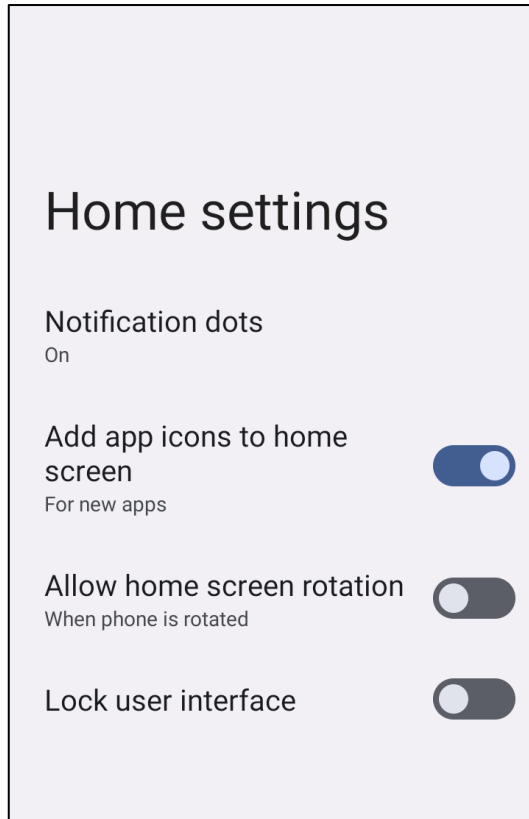 Home settings
Notification dots
On
Add app icons to home
screen
For new apps
Allow home screen rotation
When phone is rotated
Lock user interface